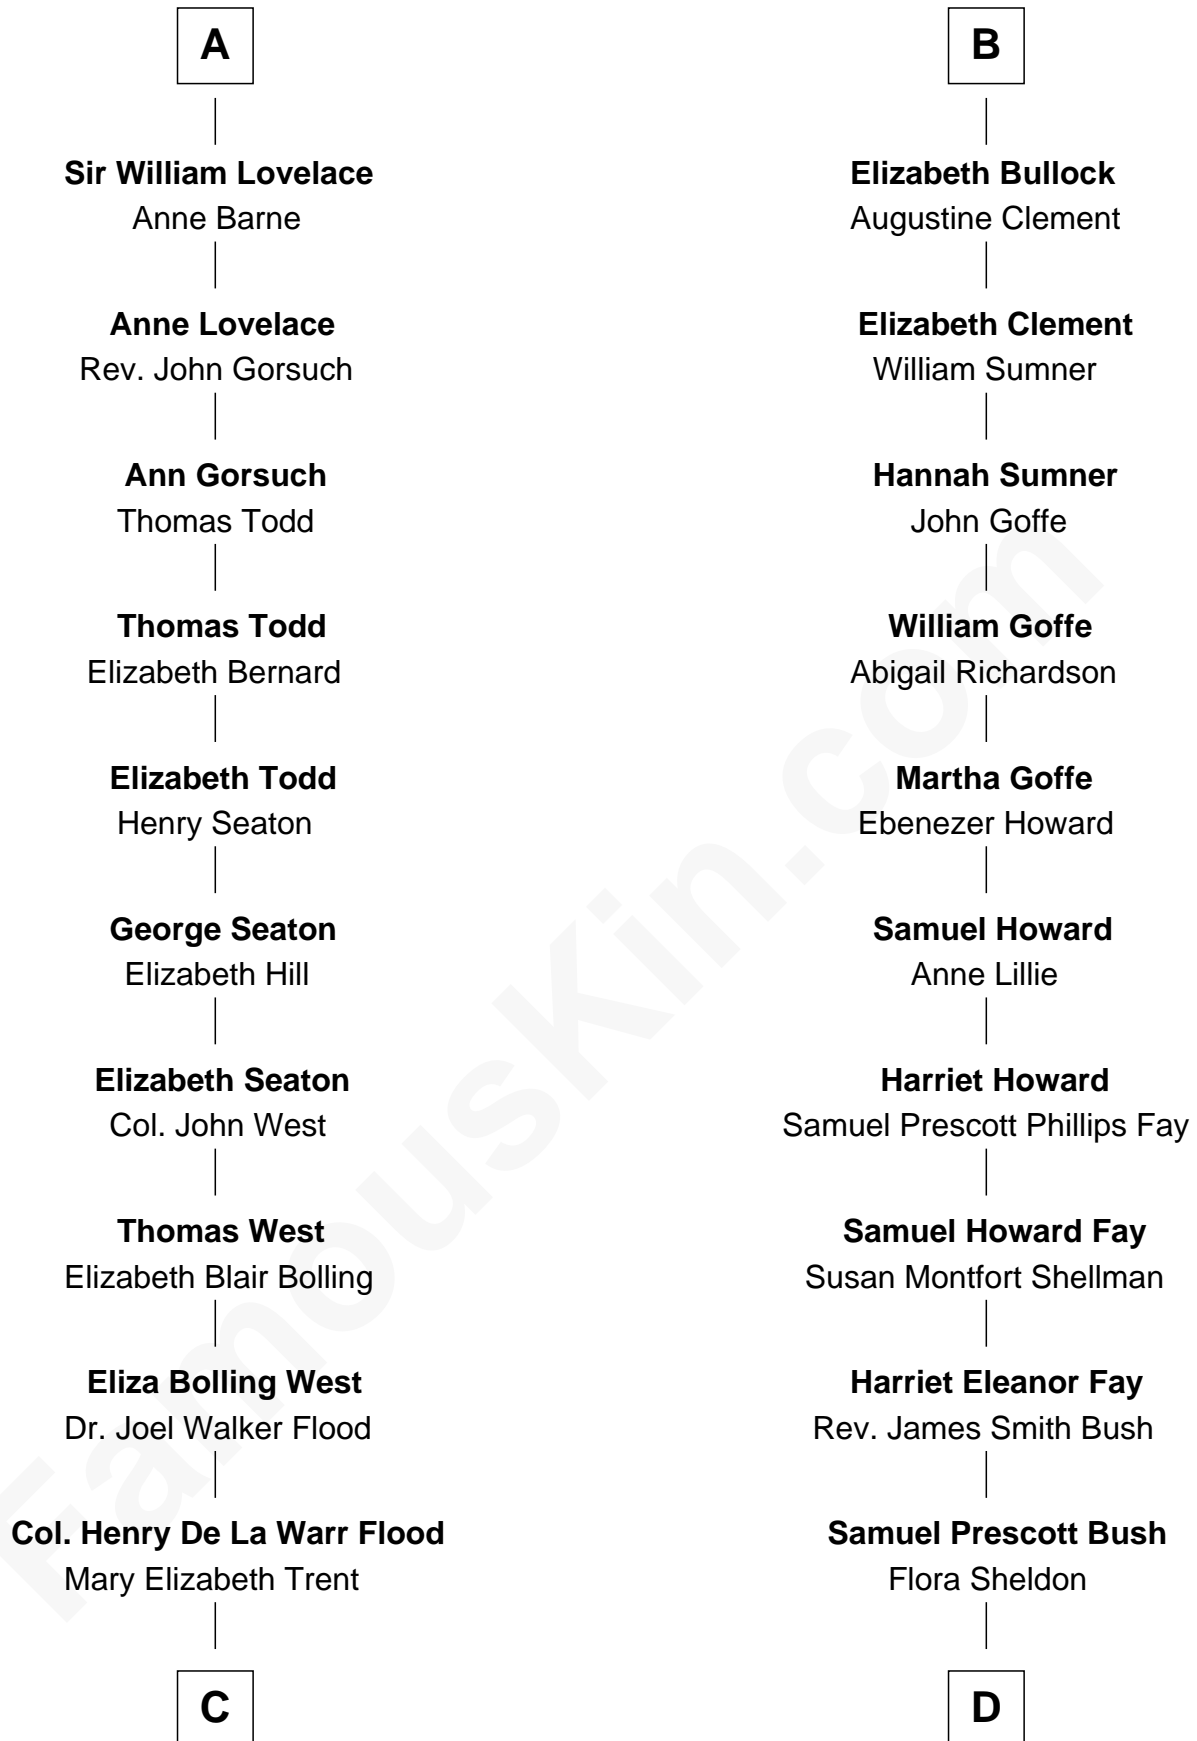 A
Sir William Lovelace
Anne Barne
Anne Lovelace
Rev. John Gorsuch
Ann Gorsuch
Thomas Todd
Thomas Todd
Elizabeth Bernard
Elizabeth Todd
Henry Seaton
George Seaton
Elizabeth Hill
Elizabeth Seaton
Col. John West
Thomas West
Elizabeth Blair Bolling
Eliza Bolling West
Dr. Joel Walker Flood
Col. Henry De La Warr Flood
Mary Elizabeth Trent
C
B
Elizabeth Bullock
Augustine Clement
Elizabeth Clement
William Sumner
Hannah Sumner
John Goffe
William Goffe
Abigail Richardson
Martha Goffe
Ebenezer Howard
Samuel Howard
Anne Lillie
Harriet Howard
Samuel Prescott Phillips Fay
Samuel Howard Fay
Susan Montfort Shellman
Harriet Eleanor Fay
Rev. James Smith Bush
Samuel Prescott Bush
Flora Sheldon
D
FamousKin.com